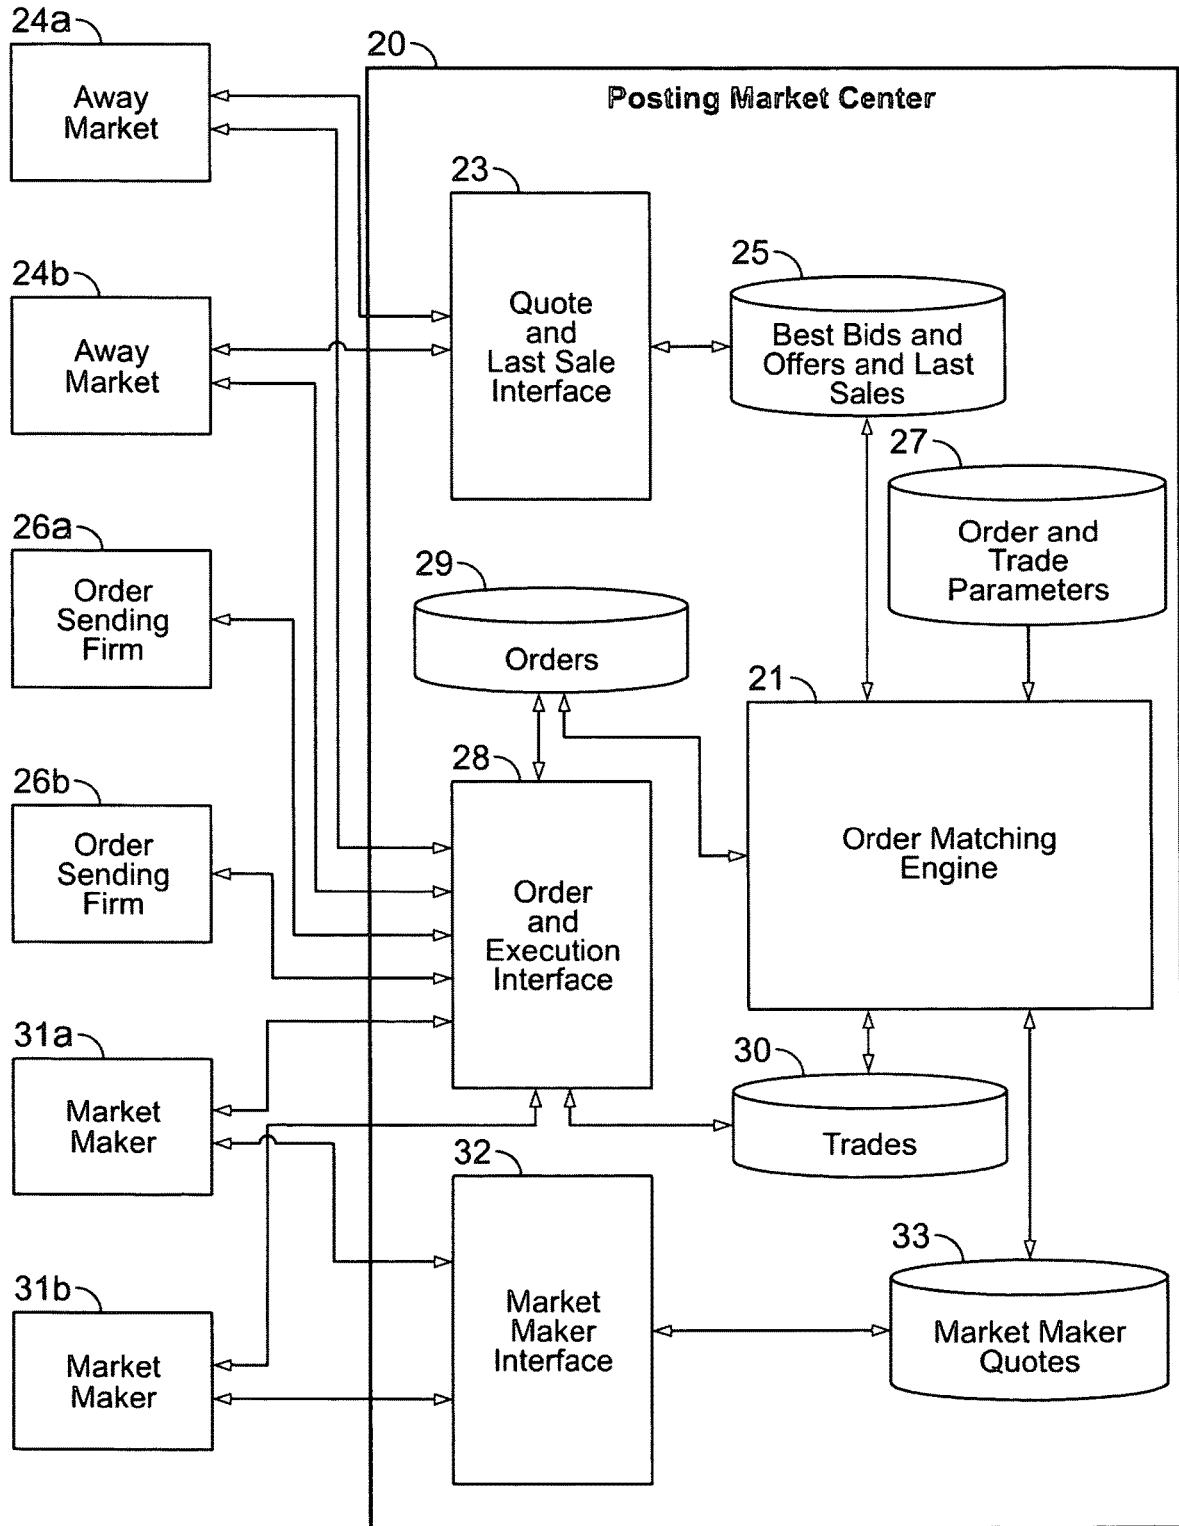 24a
Away
Market
20
Posting Market Center
23
Quote
and
Last Sale
Interface
24b
Away
Market
25
Best Bids and
Offers and Last
Sales
27
Order and
Trade
Parameters
26a
Order
Sending
Firm
29
Orders
21
Order Matching
Engine
26b
Order
Sending
Firm
28
Order
and
Execution
Interface
31a
Market
Maker
30
Trades
32
Market
Maker
Interface
33
Market Maker
Quotes
31b
Market
Maker